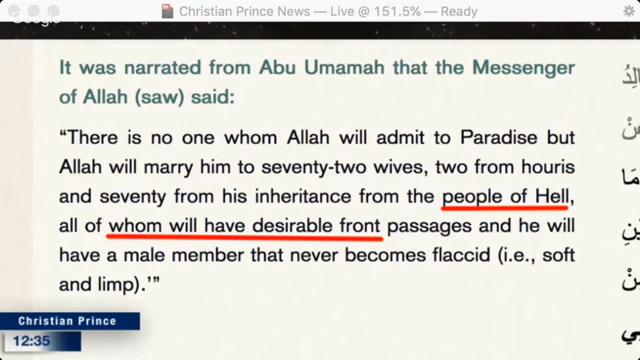 Christian Prince News — Live @ 151.5% — Ready
It was narrated from Abu Umamah that the Messenger
of Allah (saw) said:
“There is no one whom Allah will admit to Paradise but
Allah will marry him to seventy-two wives, two from houris
and seventy from his inheritance from the people of Hell,
all of whom will have desirable front passages and he will
have a male member that never becomes flaccid (i.e., soft
and limp).’”
Christian Prince
12:35